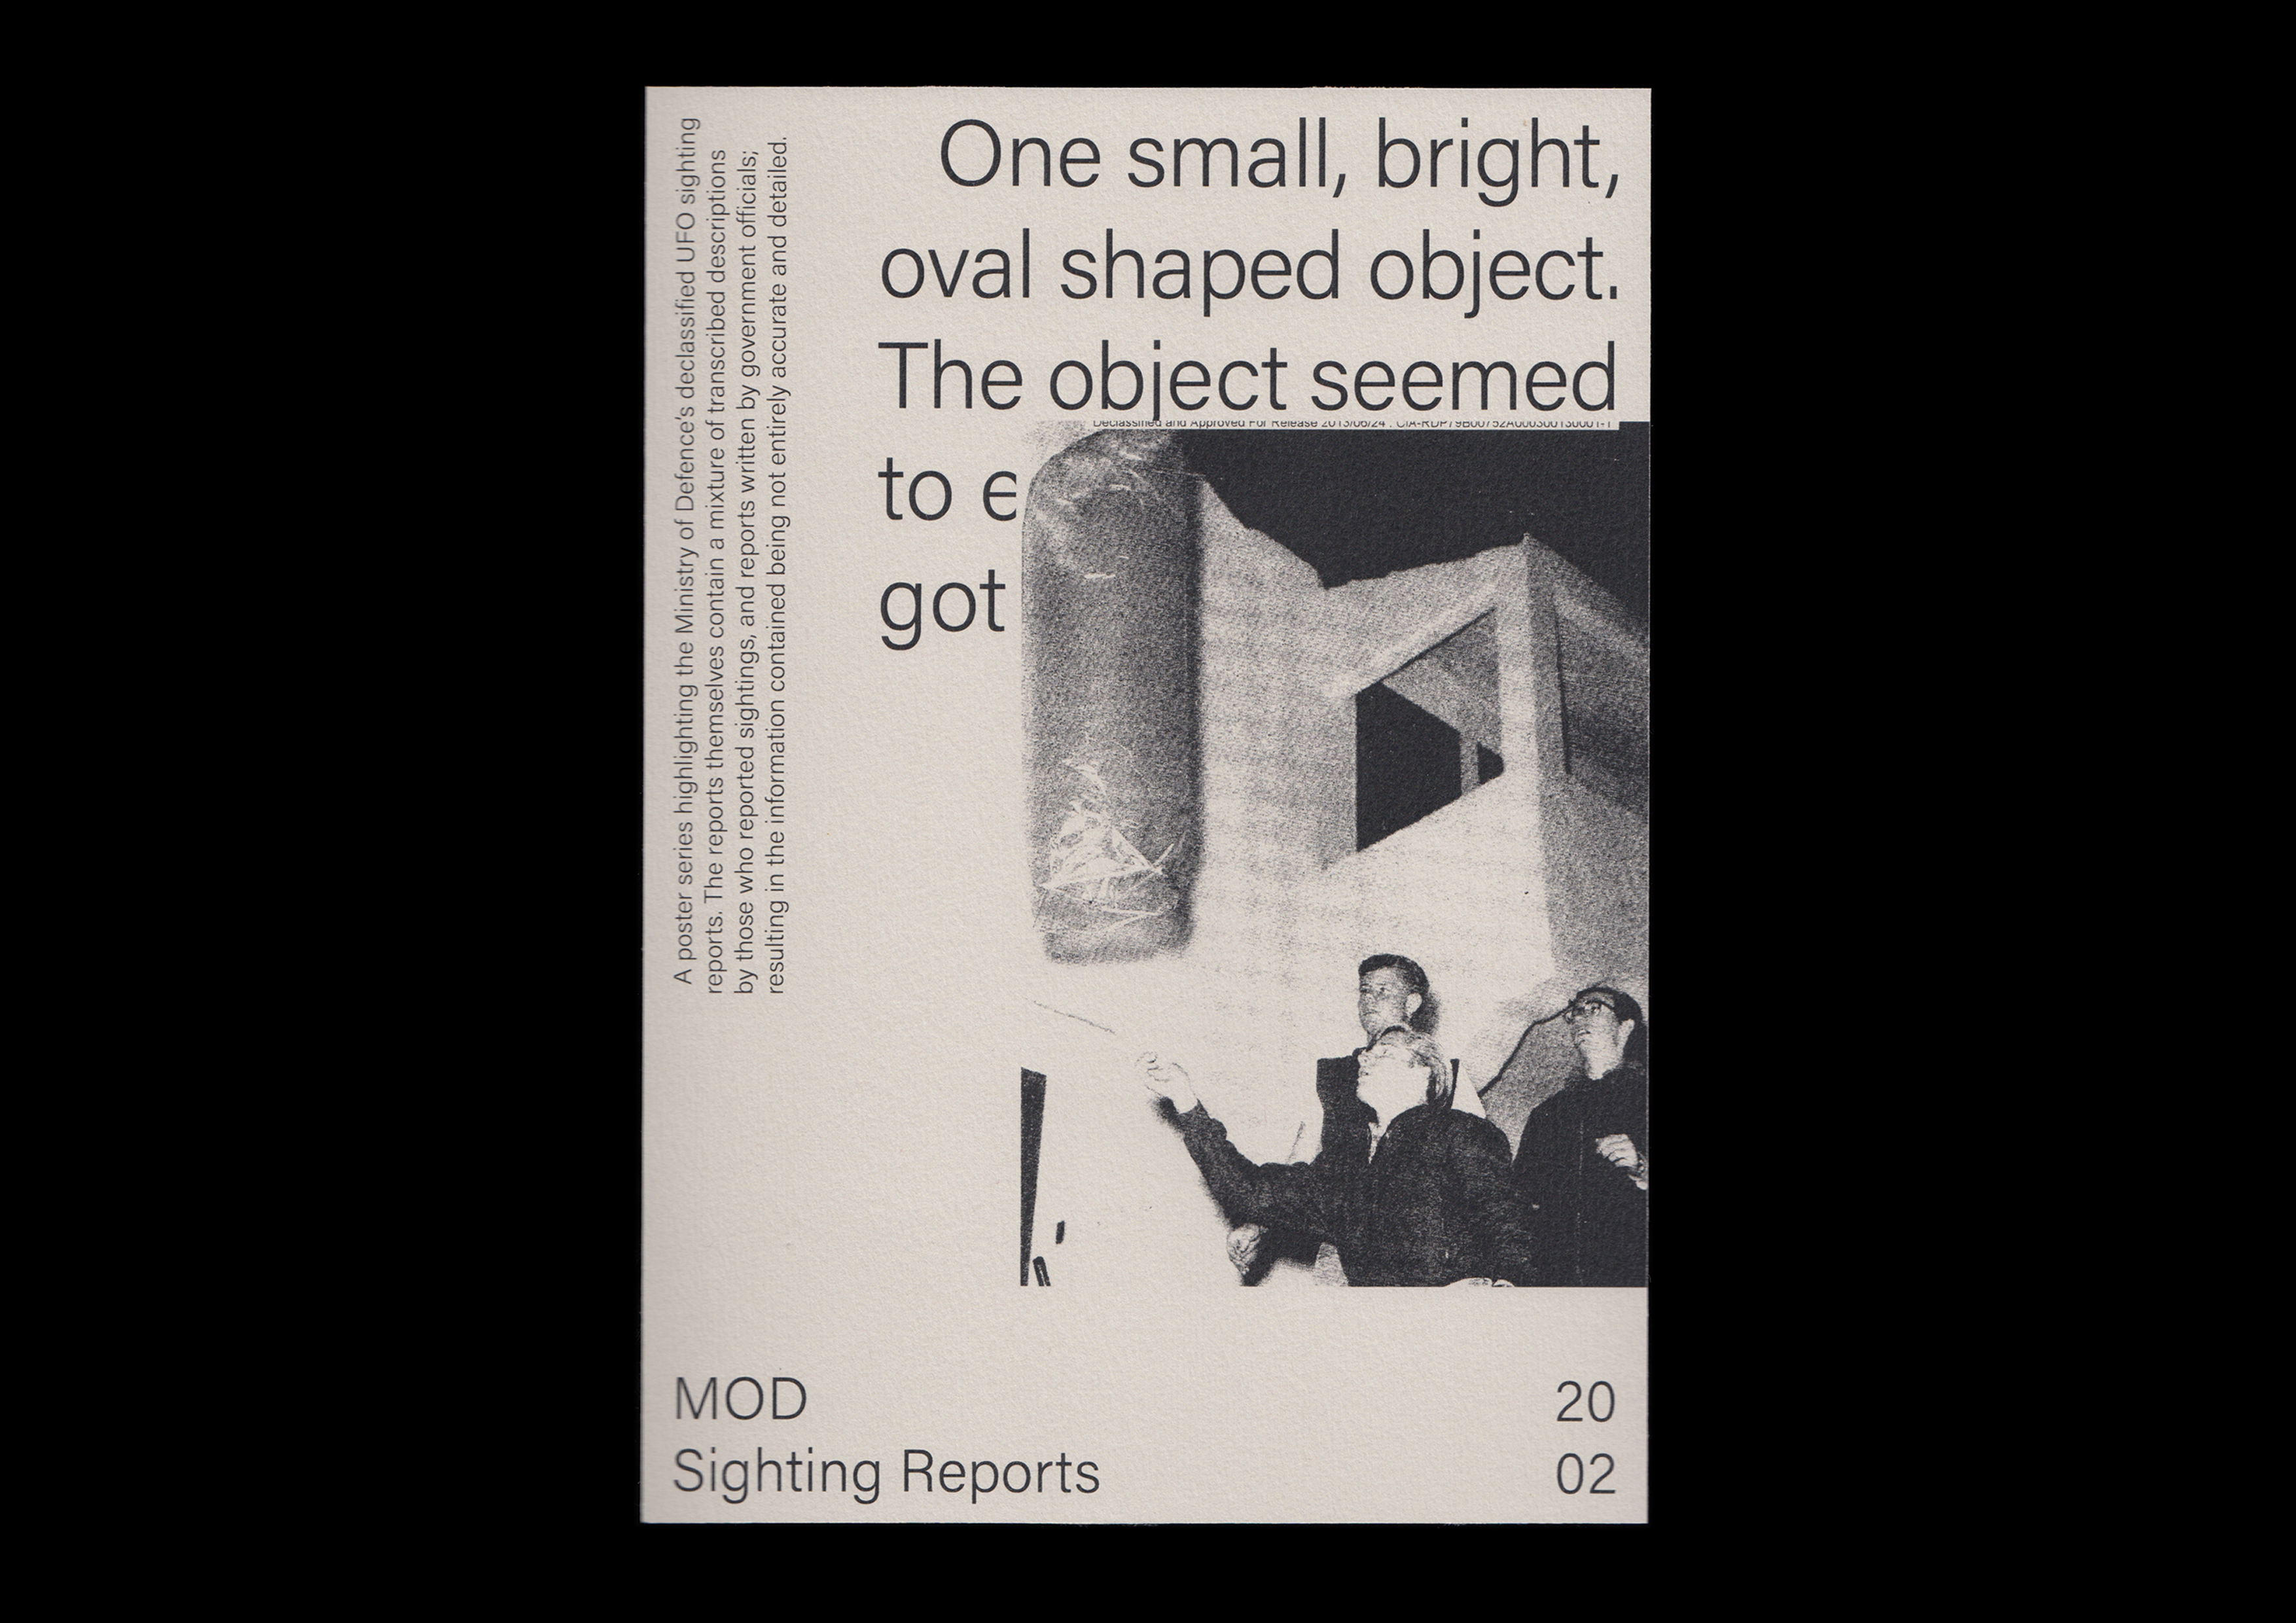 One small, bright,
oval shaped object.
The object seemed
to e
got
Declassified and Approved For Release 2013/06/24 : CIA-RDP79B00752A000300130001-1
A poster series highlighting the Ministry of Defence's declassified UFO sighting
reports. The reports themselves contain a mixture of transcribed descriptions
by those who reported sightings, and reports written by government officials;
resulting in the information contained being not entirely accurate and detailed.
MOD
Sighting Reports
20
02